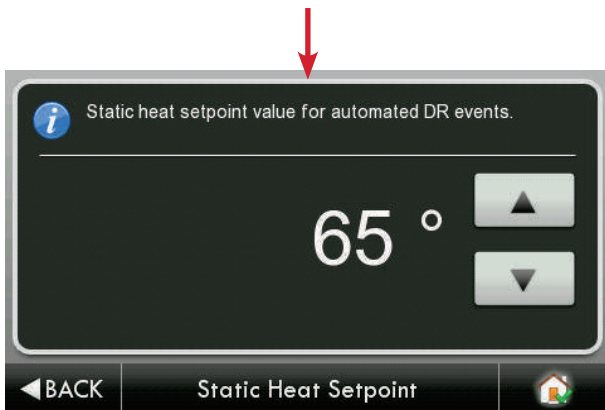 Static heat setpoint value for automated DR events.
65 °
BACK
Static Heat Setpoint